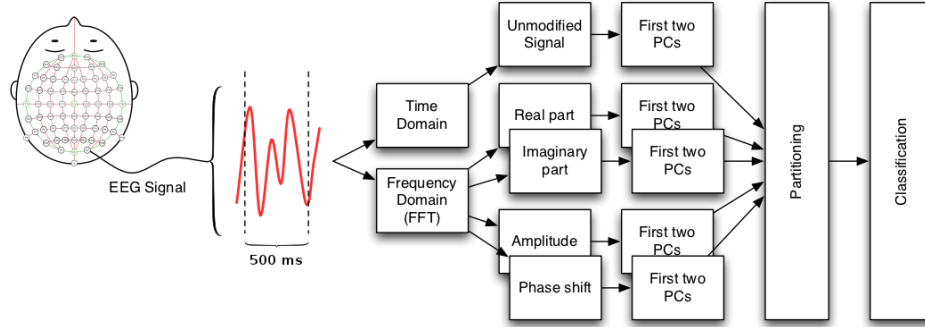 EEG Signal
500 ms
Time
Domain
Frequency
Domain
(FFT)
Unmodified
Signal
First two
PCs
Real part
First two
PCs
Imaginary
part
First two
PCs
Amplitude
First two
PCs
Phase shift
First two
PCs
Partitioning
Classification